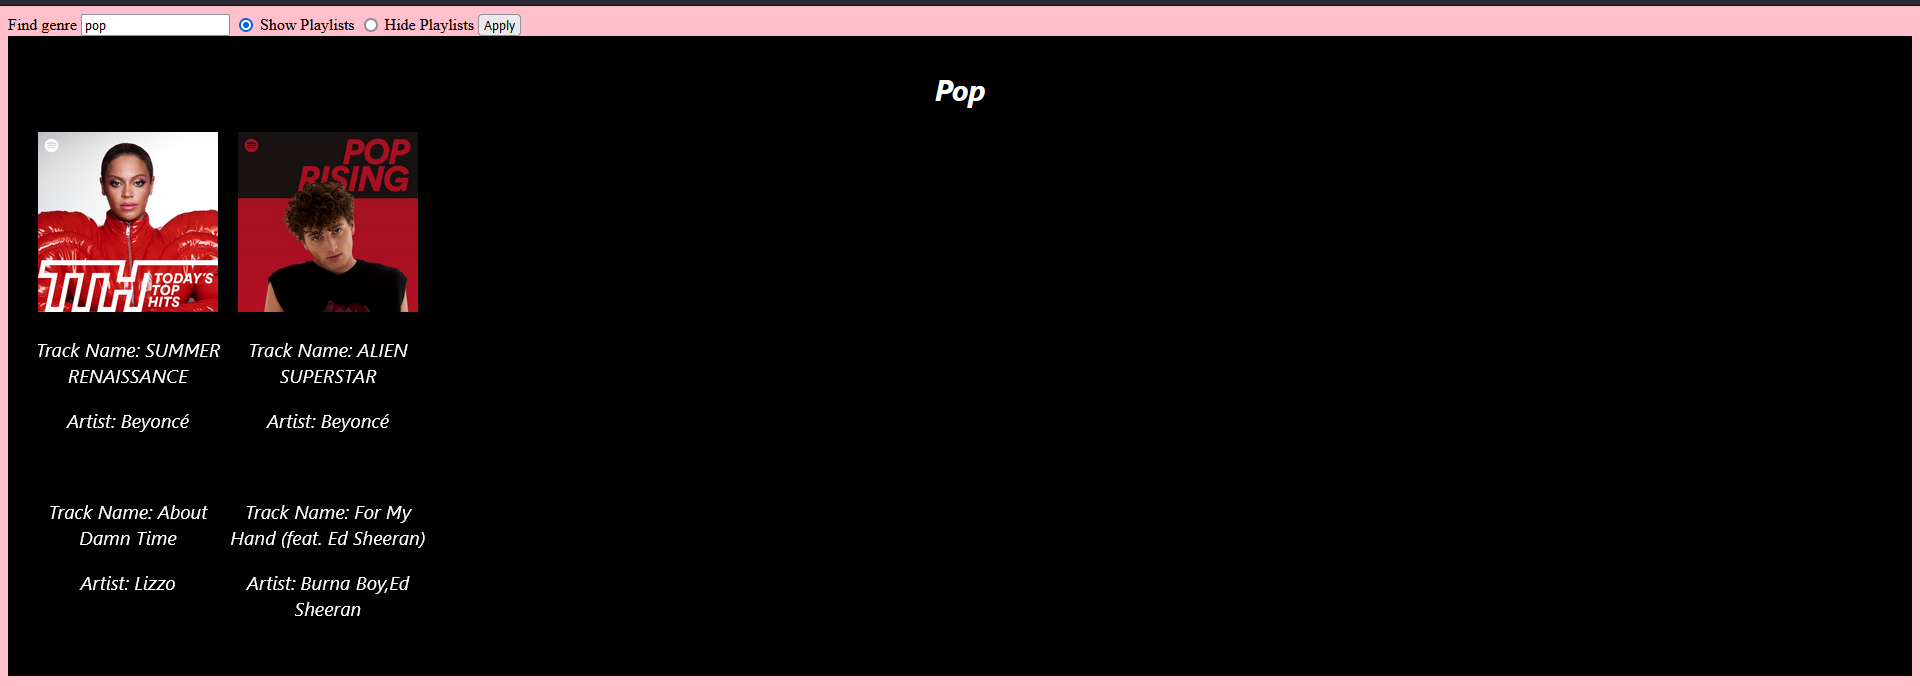 Find genre pop Show Playlists Hide Playlists Apply
Pop
TTH TODAY'S
TOP
HITS
POP
RISING
Track Name: SUMMER
RENAISSANCE
Artist: Beyoncé
Track Name: ALIEN
SUPERSTAR
Artist: Beyoncé
Track Name: About
Damn Time
Artist: Lizzo
Track Name: For My
Hand (feat. Ed Sheeran)
Artist: Burna Boy,Ed
Sheeran